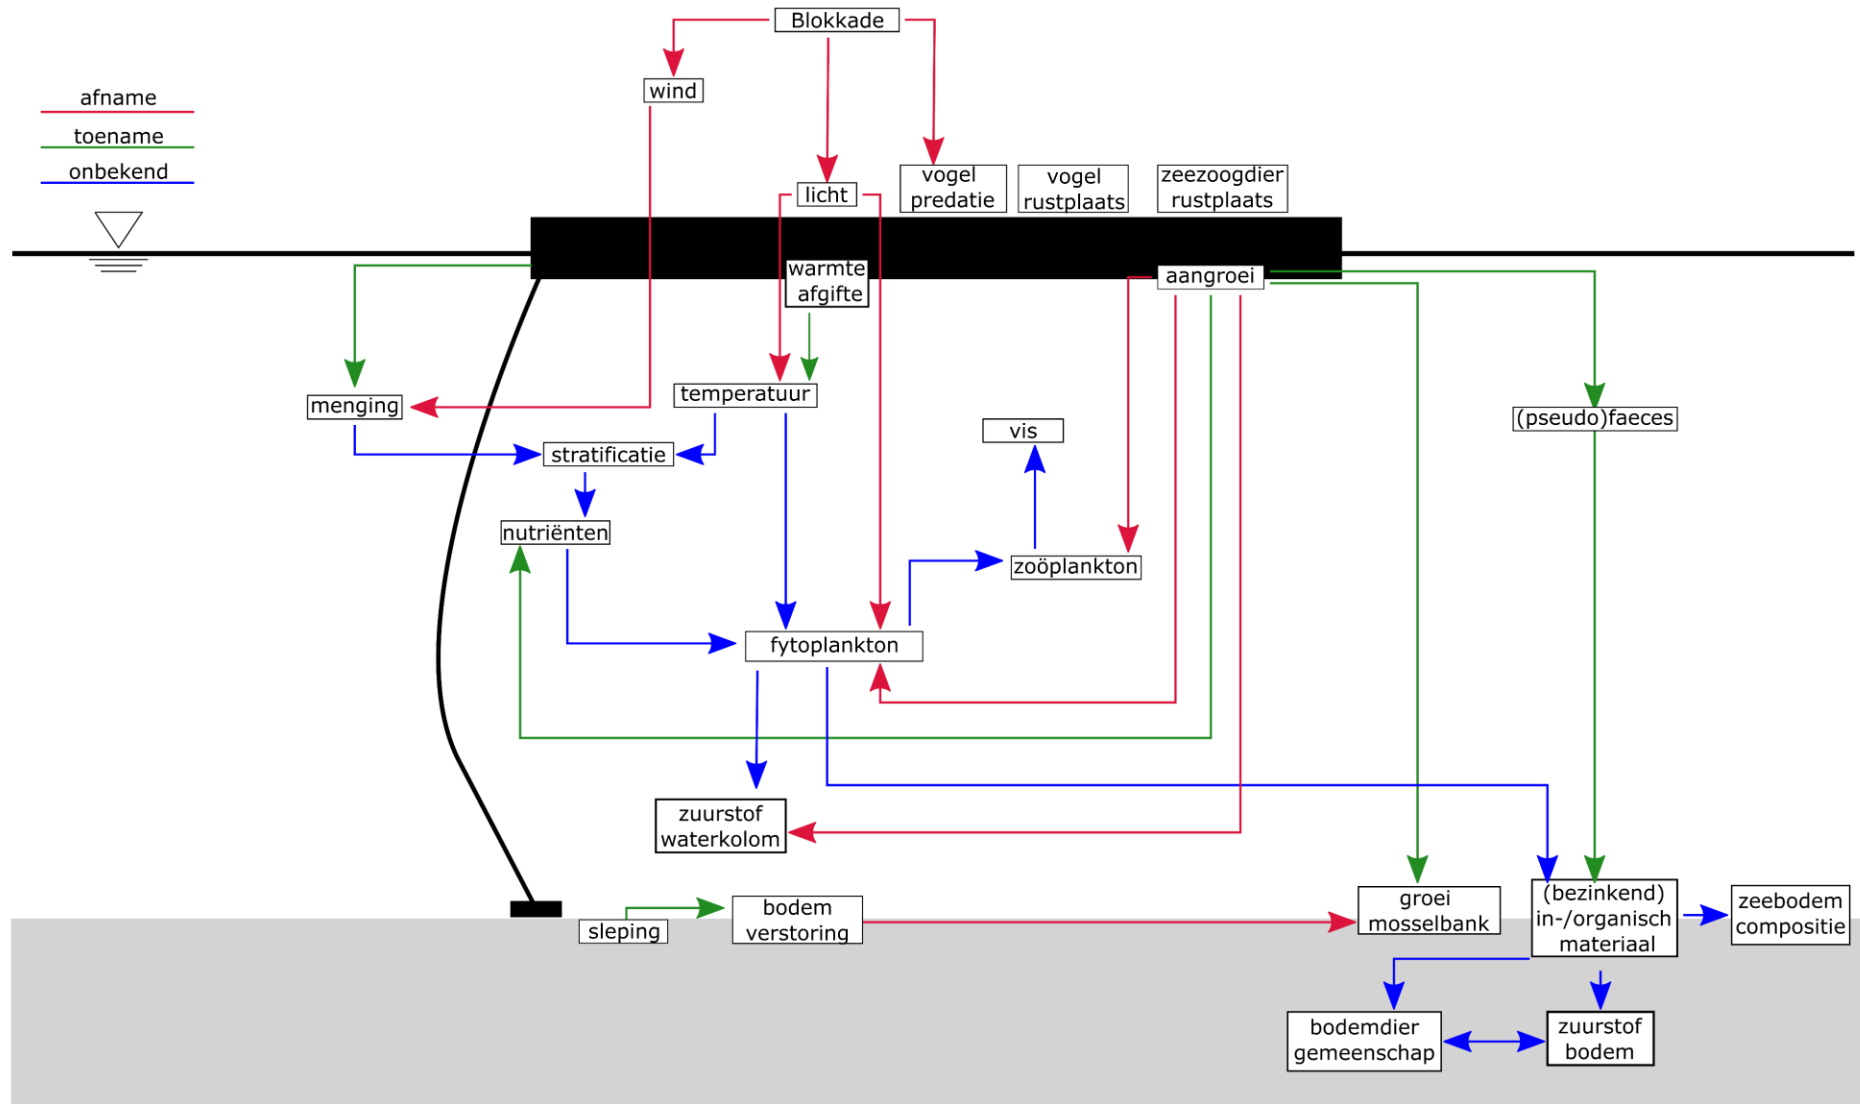 Blokkade
wind
afname
toename
onbekend
licht
vogel
predatie
vogel
rustplaats
zeezoogdier
rustplaats
warmte
afgifte
aangroei
temperatuur
menging
(pseudo)faeces
vis
stratificatie
nutriënten
zoöplankton
fytoplankton
zuurstof
waterkolom
sleping
bodem
verstoring
groei
mosselbank
(bezinkend)
in-/organisch
materiaal
zeebodem
compositie
bodemdier
gemeenschap
zuurstof
bodem